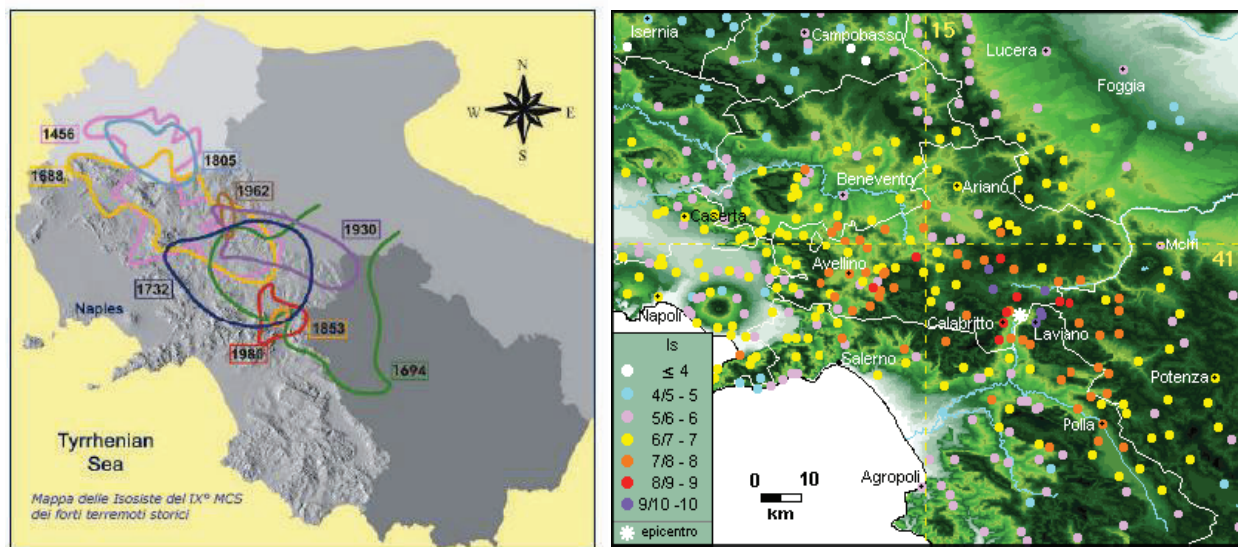 1456
1805
1688
1962
1930
1732
Naples
1853
1980
1694
N
W
E
S
Tyrrhenian
Sea
Mappa delle Isosiste del IX° MCS
dei forti terremoti storici
15
Isernia
Campobasso
Lucera
Foggia
Benevento
Ariano I.
Caserta
Melfi
41
Avellino
Napoli
Calabritto
Laviano
Salerno
Potenza
Polla
Agropoli
Is
≤ 4
4/5 - 5
5/6 - 6
6/7 - 7
7/8 - 8
8/9 - 9
9/10 -10
epicentro
0 10
km